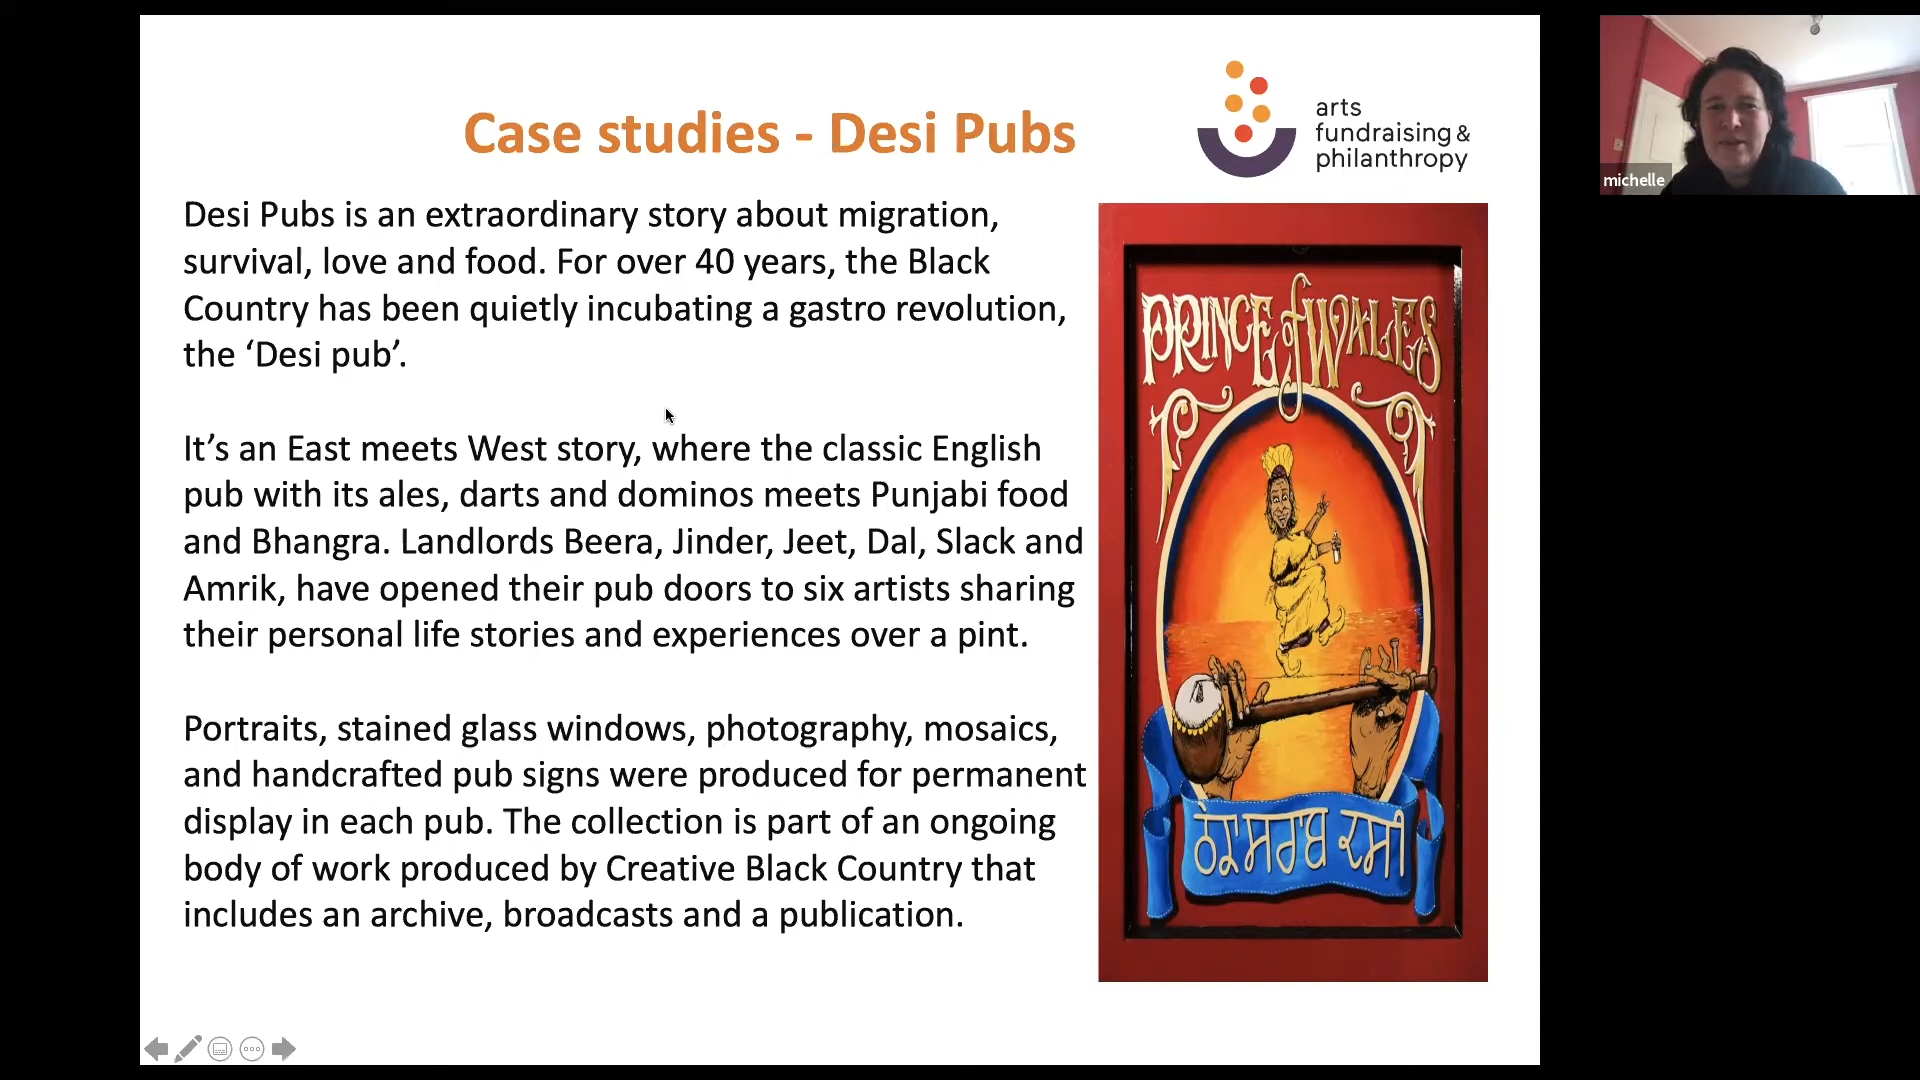 Case studies - Desi Pubs
arts
fundraising &
philanthropy
michelle
Desi Pubs is an extraordinary story about migration,
survival, love and food. For over 40 years, the Black
Country has been quietly incubating a gastro revolution,
the ‘Desi pub’.
It’s an East meets West story, where the classic English
pub with its ales, darts and dominos meets Punjabi food
and Bhangra. Landlords Beera, Jinder, Jeet, Dal, Slack and
Amrik, have opened their pub doors to six artists sharing
their personal life stories and experiences over a pint.
Portraits, stained glass windows, photography, mosaics,
and handcrafted pub signs were produced for permanent
display in each pub. The collection is part of an ongoing
body of work produced by Creative Black Country that
includes an archive, broadcasts and a publication.
PRINCE of WALES